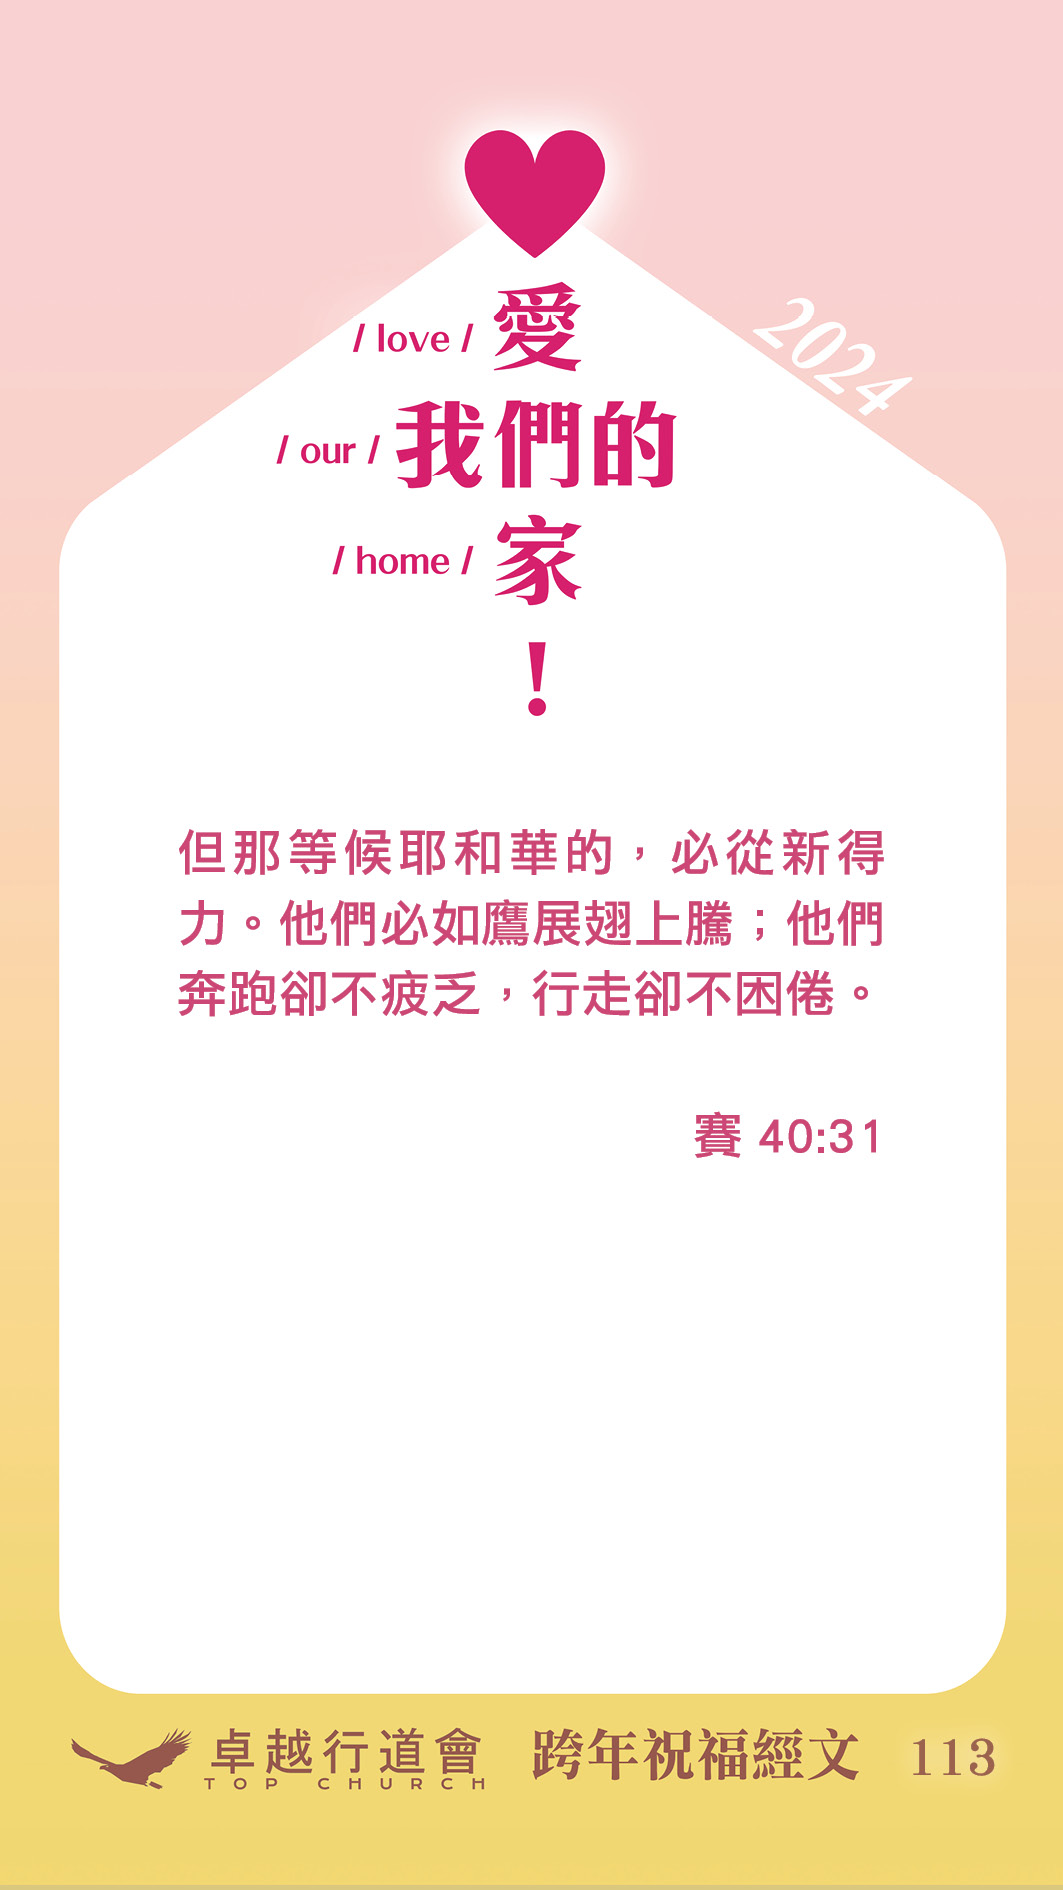 / love / 愛
2024
/ our / 我們的
/ home / 家
!
但那等候耶和華的，必從新得
力。他們必如鷹展翅上騰；他們
奔跑卻不疲乏，行走卻不困倦。
賽 40:31
卓越行道會 跨年祝福經文 113
TOP CHURCH